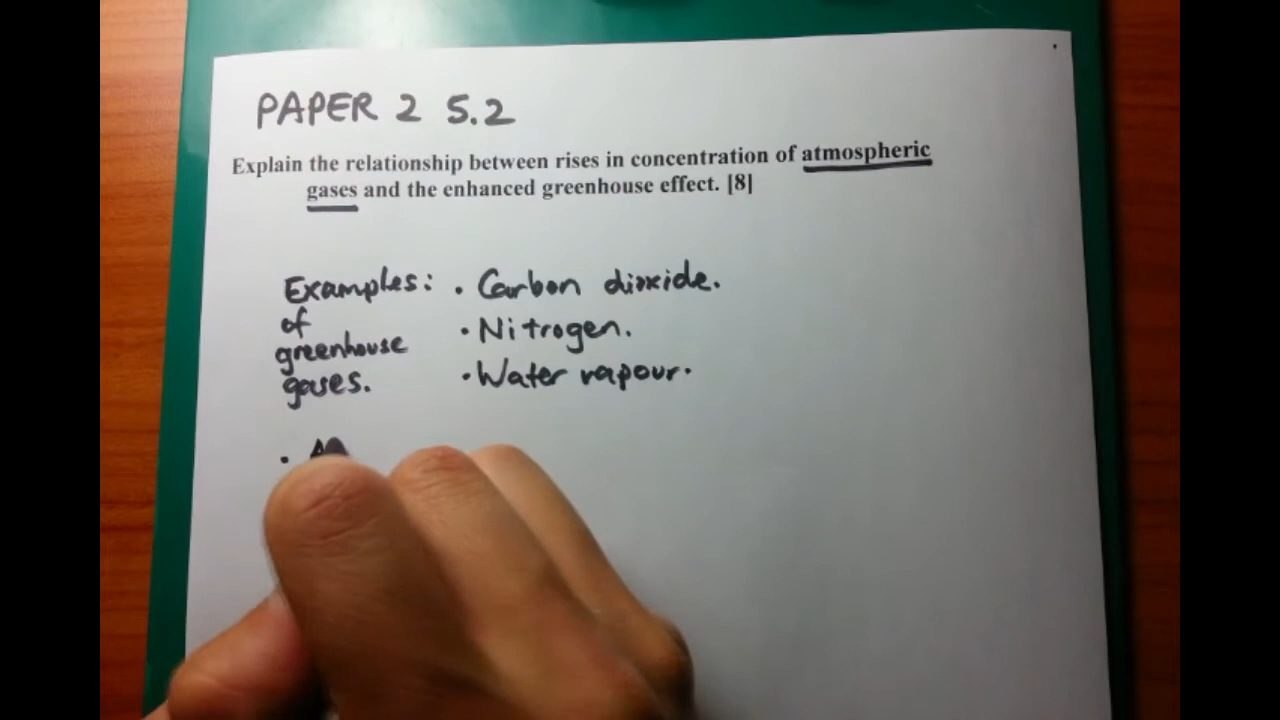 PAPER 2 5.2
Explain the relationship between rises in concentration of atmospheric
gases and the enhanced greenhouse effect. [8]
Examples: • Carbon dioxide.
of
greenhouse • Nitrogen.
gases. • Water vapour.
•